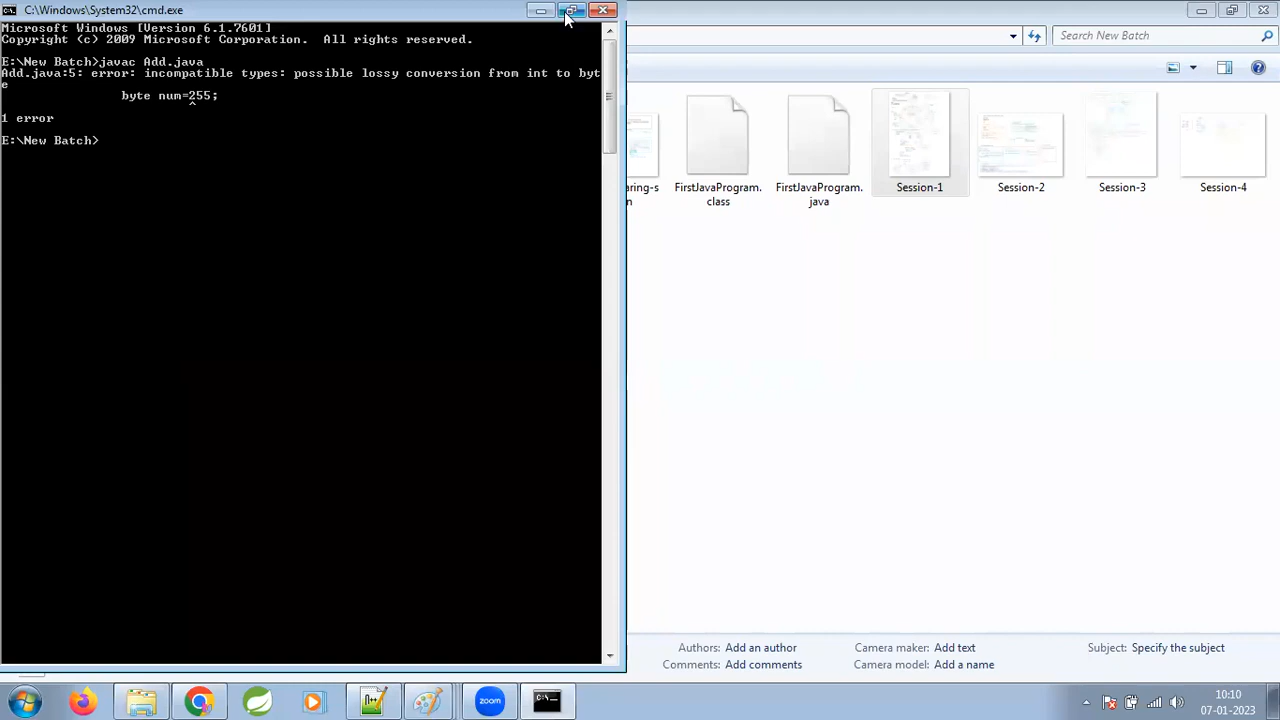 C:\Windows\System32\cmd.exe
Microsoft Windows [Version 6.1.7601]
Copyright (c) 2009 Microsoft Corporation.  All rights reserved.
E:\New Batch>javac Add.java
Add.java:5: error: incompatible types: possible lossy conversion from int to byt
e
byte num=255;
^
1 error
E:\New Batch>
Search New Batch
aring-s
n
FirstJavaProgram.
class
FirstJavaProgram.
java
Session-1
Session-2
Session-3
Session-4
Authors: Add an author
Camera maker: Add text
Subject: Specify the subject
Comments: Add comments
Camera model: Add a name
zoom
10:10
07-01-2023